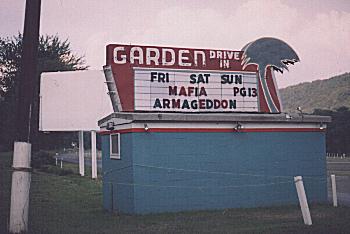 GARDEN DRIVE IN
FRI SAT SUN
MAFIA PG13
ARMAGEDDON